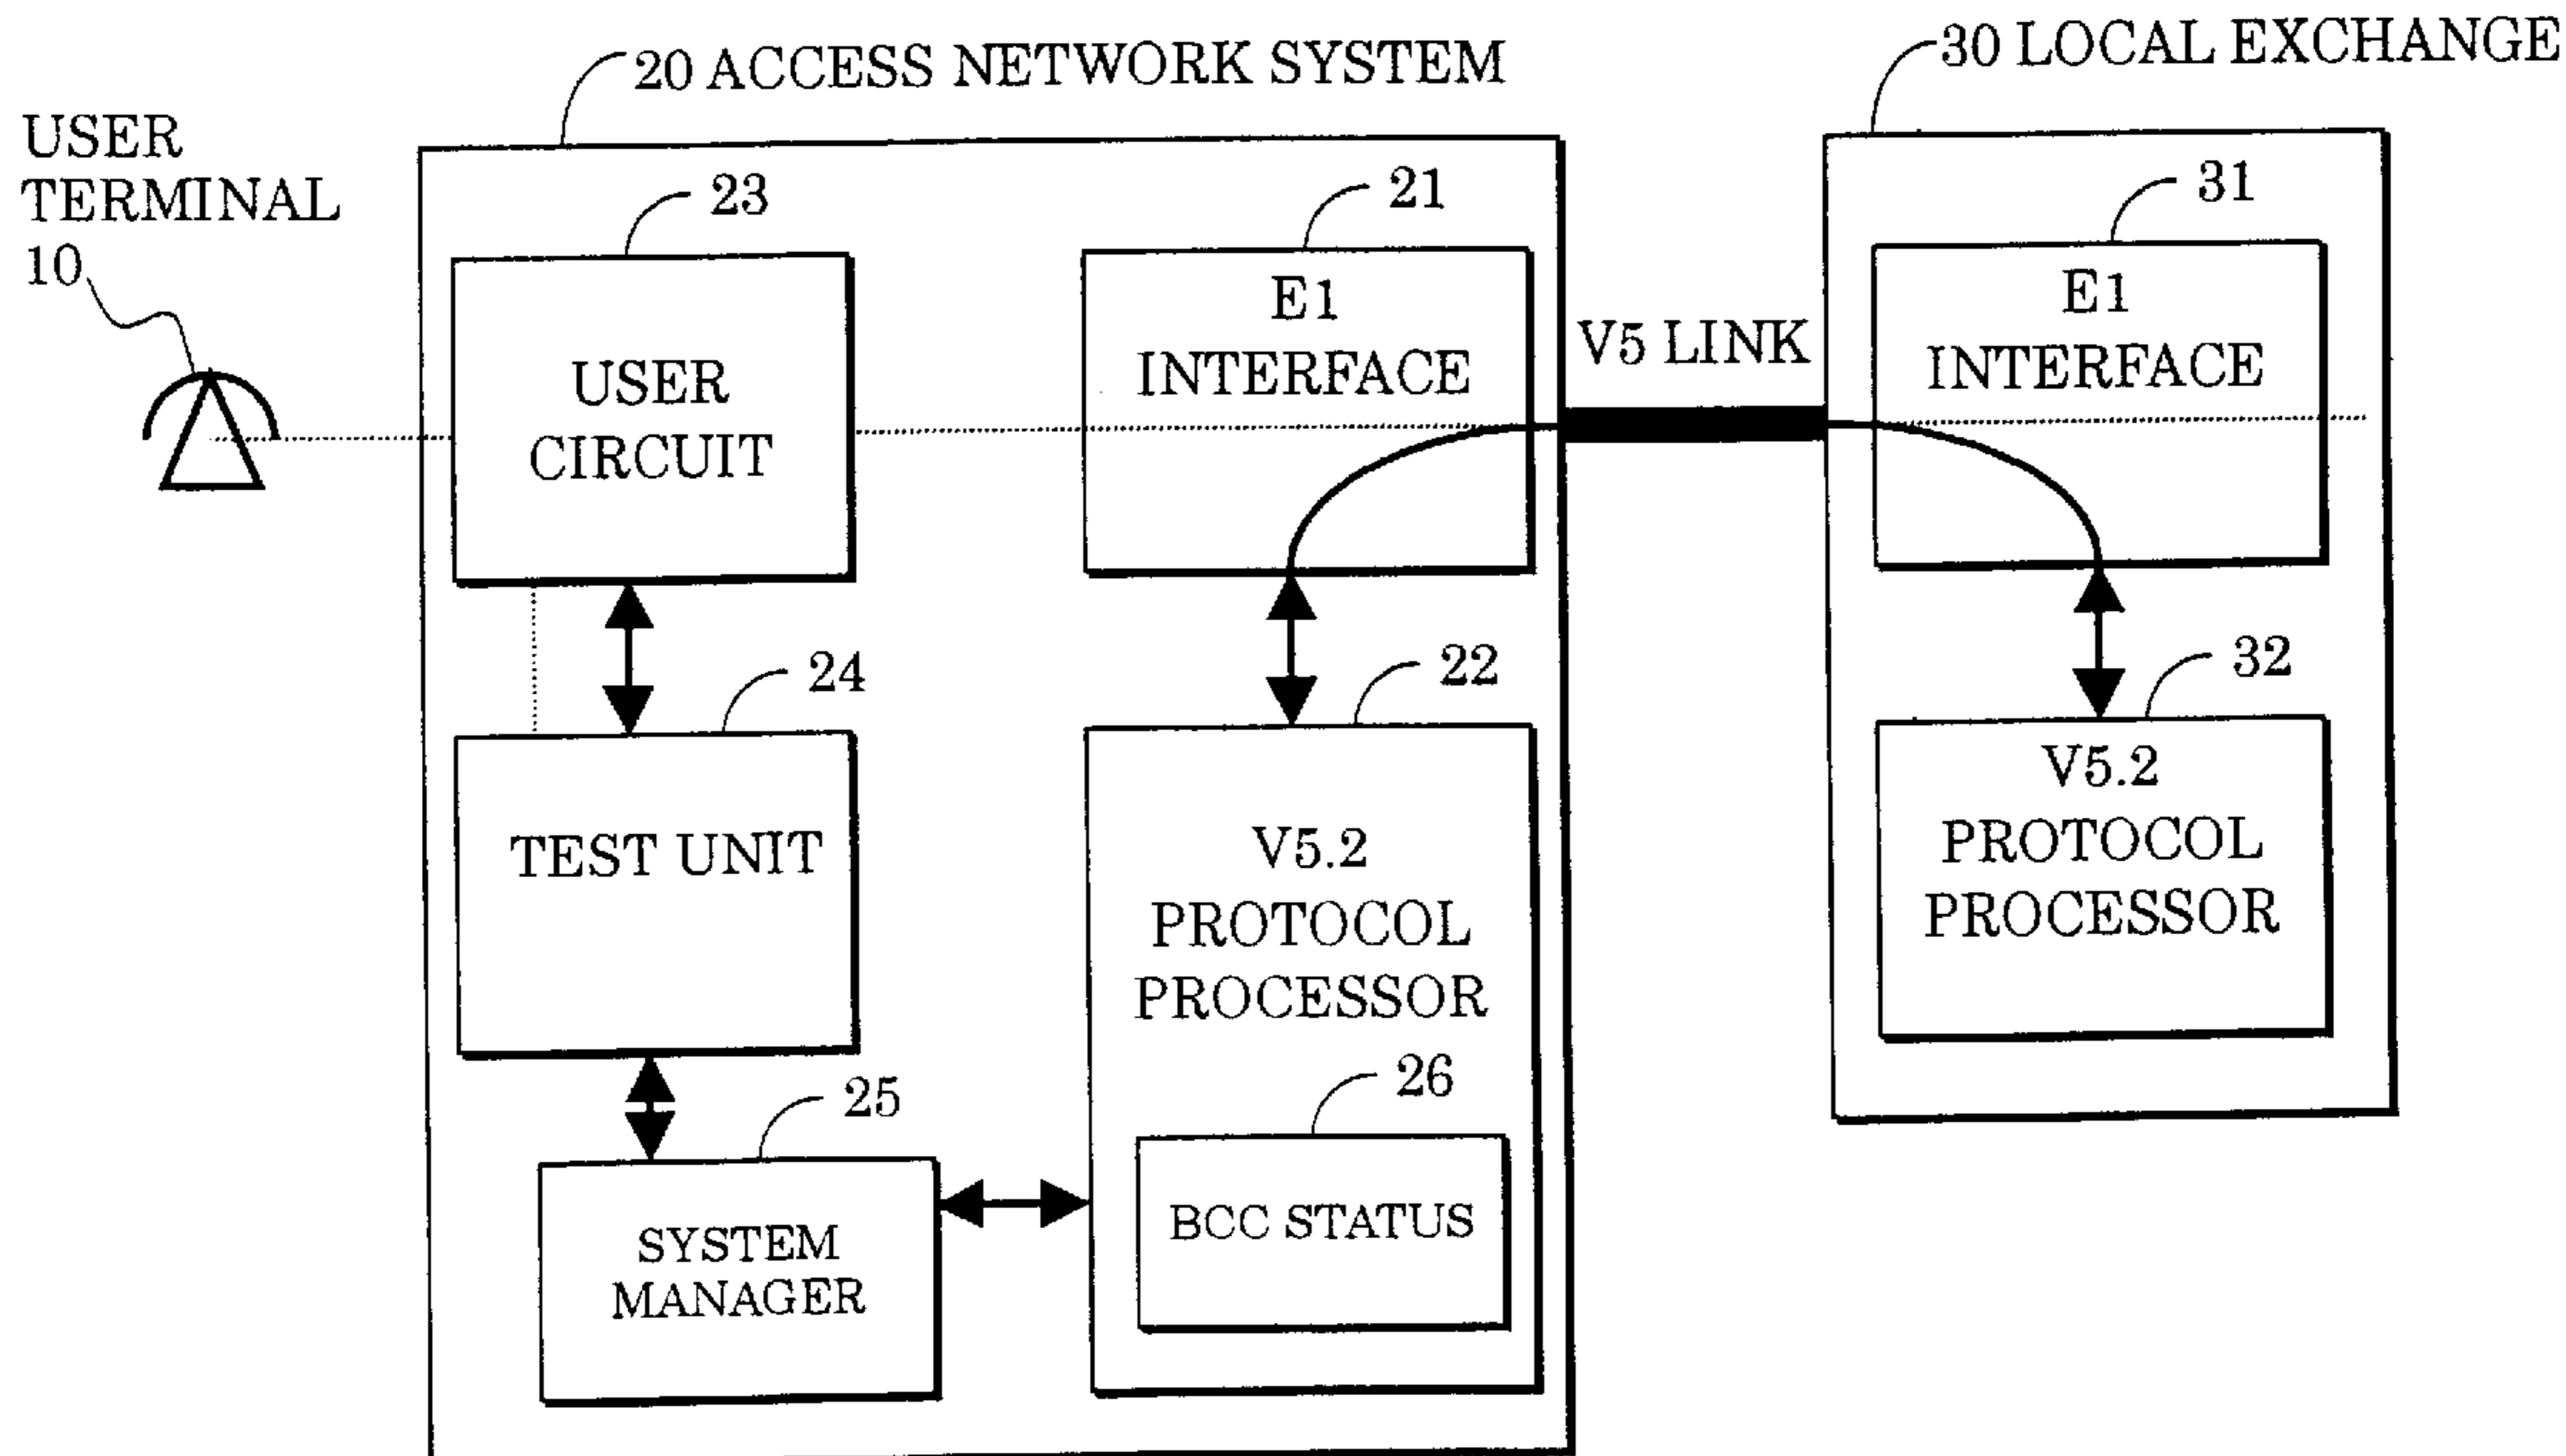 20 ACCESS NETWORK SYSTEM
30 LOCAL EXCHANGE
USER
TERMINAL
10
23
USER
CIRCUIT
21
E1
INTERFACE
V5 LINK
31
E1
INTERFACE
24
TEST UNIT
22
V5.2
PROTOCOL
PROCESSOR
32
V5.2
PROTOCOL
PROCESSOR
25
SYSTEM
MANAGER
26
BCC STATUS